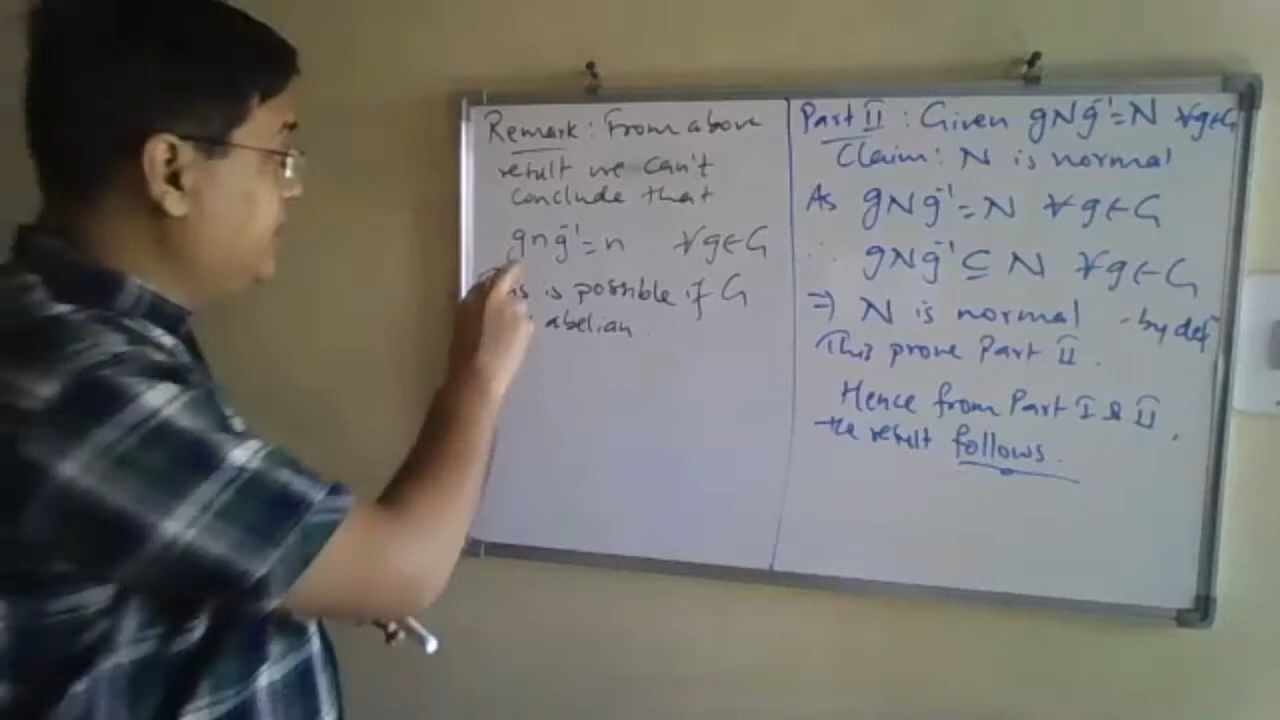 Remark: From above
result we can't
conclude that
gng⁻¹=n ∀g∈G
is possible if G
abelian.
Part II : Given gNg⁻¹=N ∀g∈G
Claim: N is normal
As gNg⁻¹=N ∀g∈G
∴ gNg⁻¹ ⊆ N ∀g∈G
⇒ N is normal - by def
This prove Part II.
Hence from Part I & II,
the result follows.